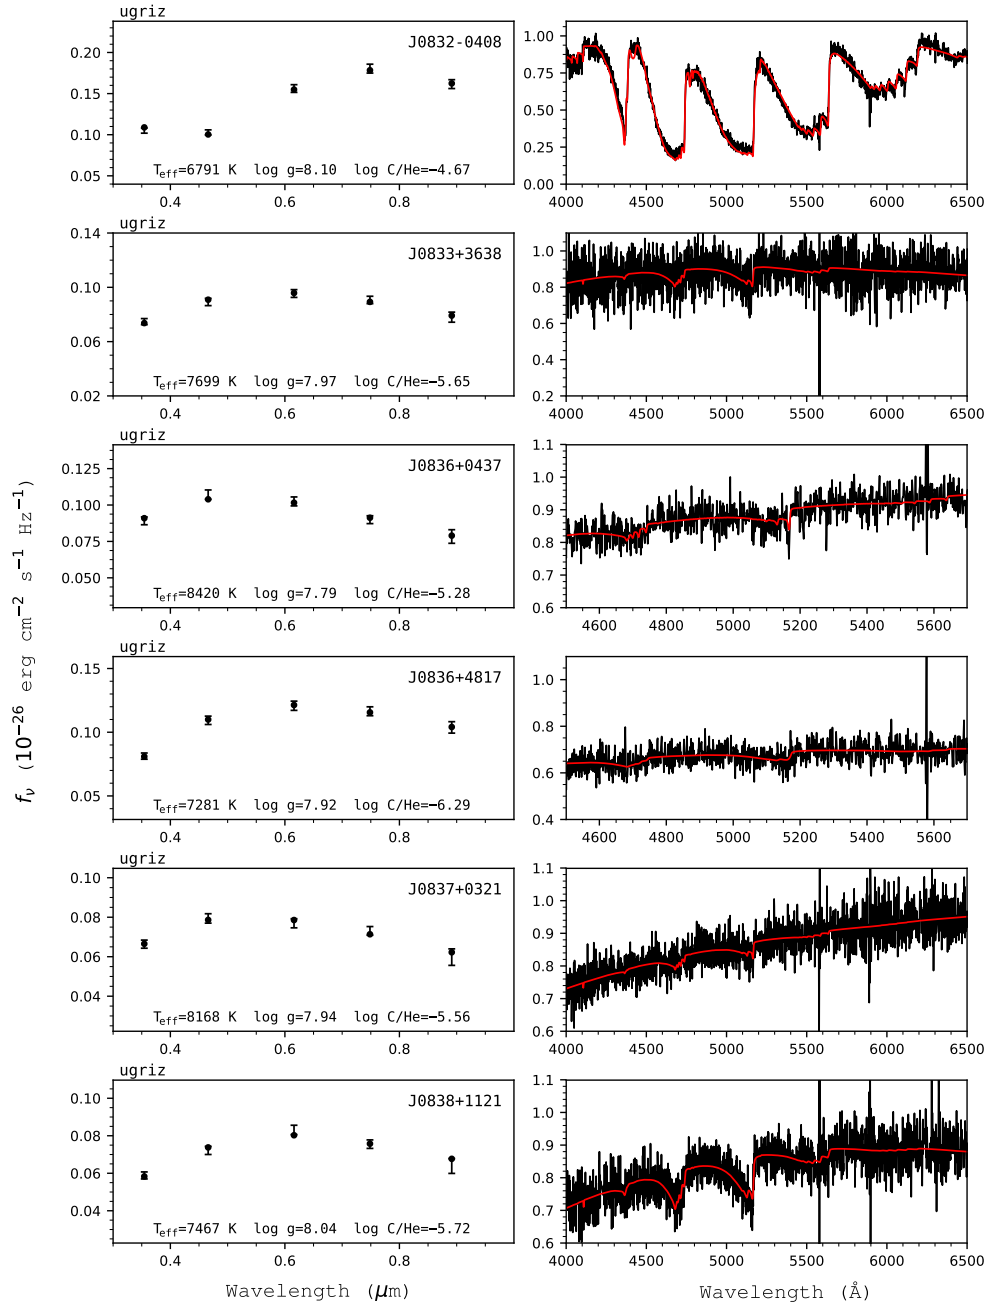 ugriz
J0832-0408
0.20
0.15
0.10
0.05
T_eff=6791 K log g=8.10 log C/He=−4.67
0.4 0.6 0.8
1.00
0.75
0.50
0.25
0.00
4000 4500 5000 5500 6000 6500
ugriz
J0833+3638
0.14
0.10
0.06
0.02
T_eff=7699 K log g=7.97 log C/He=−5.65
0.4 0.6 0.8
1.0
0.8
0.6
0.4
0.2
4000 4500 5000 5500 6000 6500
ugriz
J0836+0437
0.125
0.100
0.075
0.050
T_eff=8420 K log g=7.79 log C/He=−5.28
0.4 0.6 0.8
1.1
1.0
0.9
0.8
0.7
0.6
4600 4800 5000 5200 5400 5600
ugriz
J0836+4817
0.15
0.10
0.05
T_eff=7281 K log g=7.92 log C/He=−6.29
0.4 0.6 0.8
1.0
0.8
0.6
0.4
4600 4800 5000 5200 5400 5600
ugriz
J0837+0321
0.10
0.08
0.06
0.04
T_eff=8168 K log g=7.94 log C/He=−5.56
0.4 0.6 0.8
1.1
1.0
0.9
0.8
0.7
0.6
4000 4500 5000 5500 6000 6500
ugriz
J0838+1121
0.10
0.08
0.06
0.04
T_eff=7467 K log g=8.04 log C/He=−5.72
0.4 0.6 0.8
1.1
1.0
0.9
0.8
0.7
0.6
4000 4500 5000 5500 6000 6500
f_ν (10⁻²⁶ erg cm⁻² s⁻¹ Hz⁻¹)
Wavelength (μm)
Wavelength (Å)